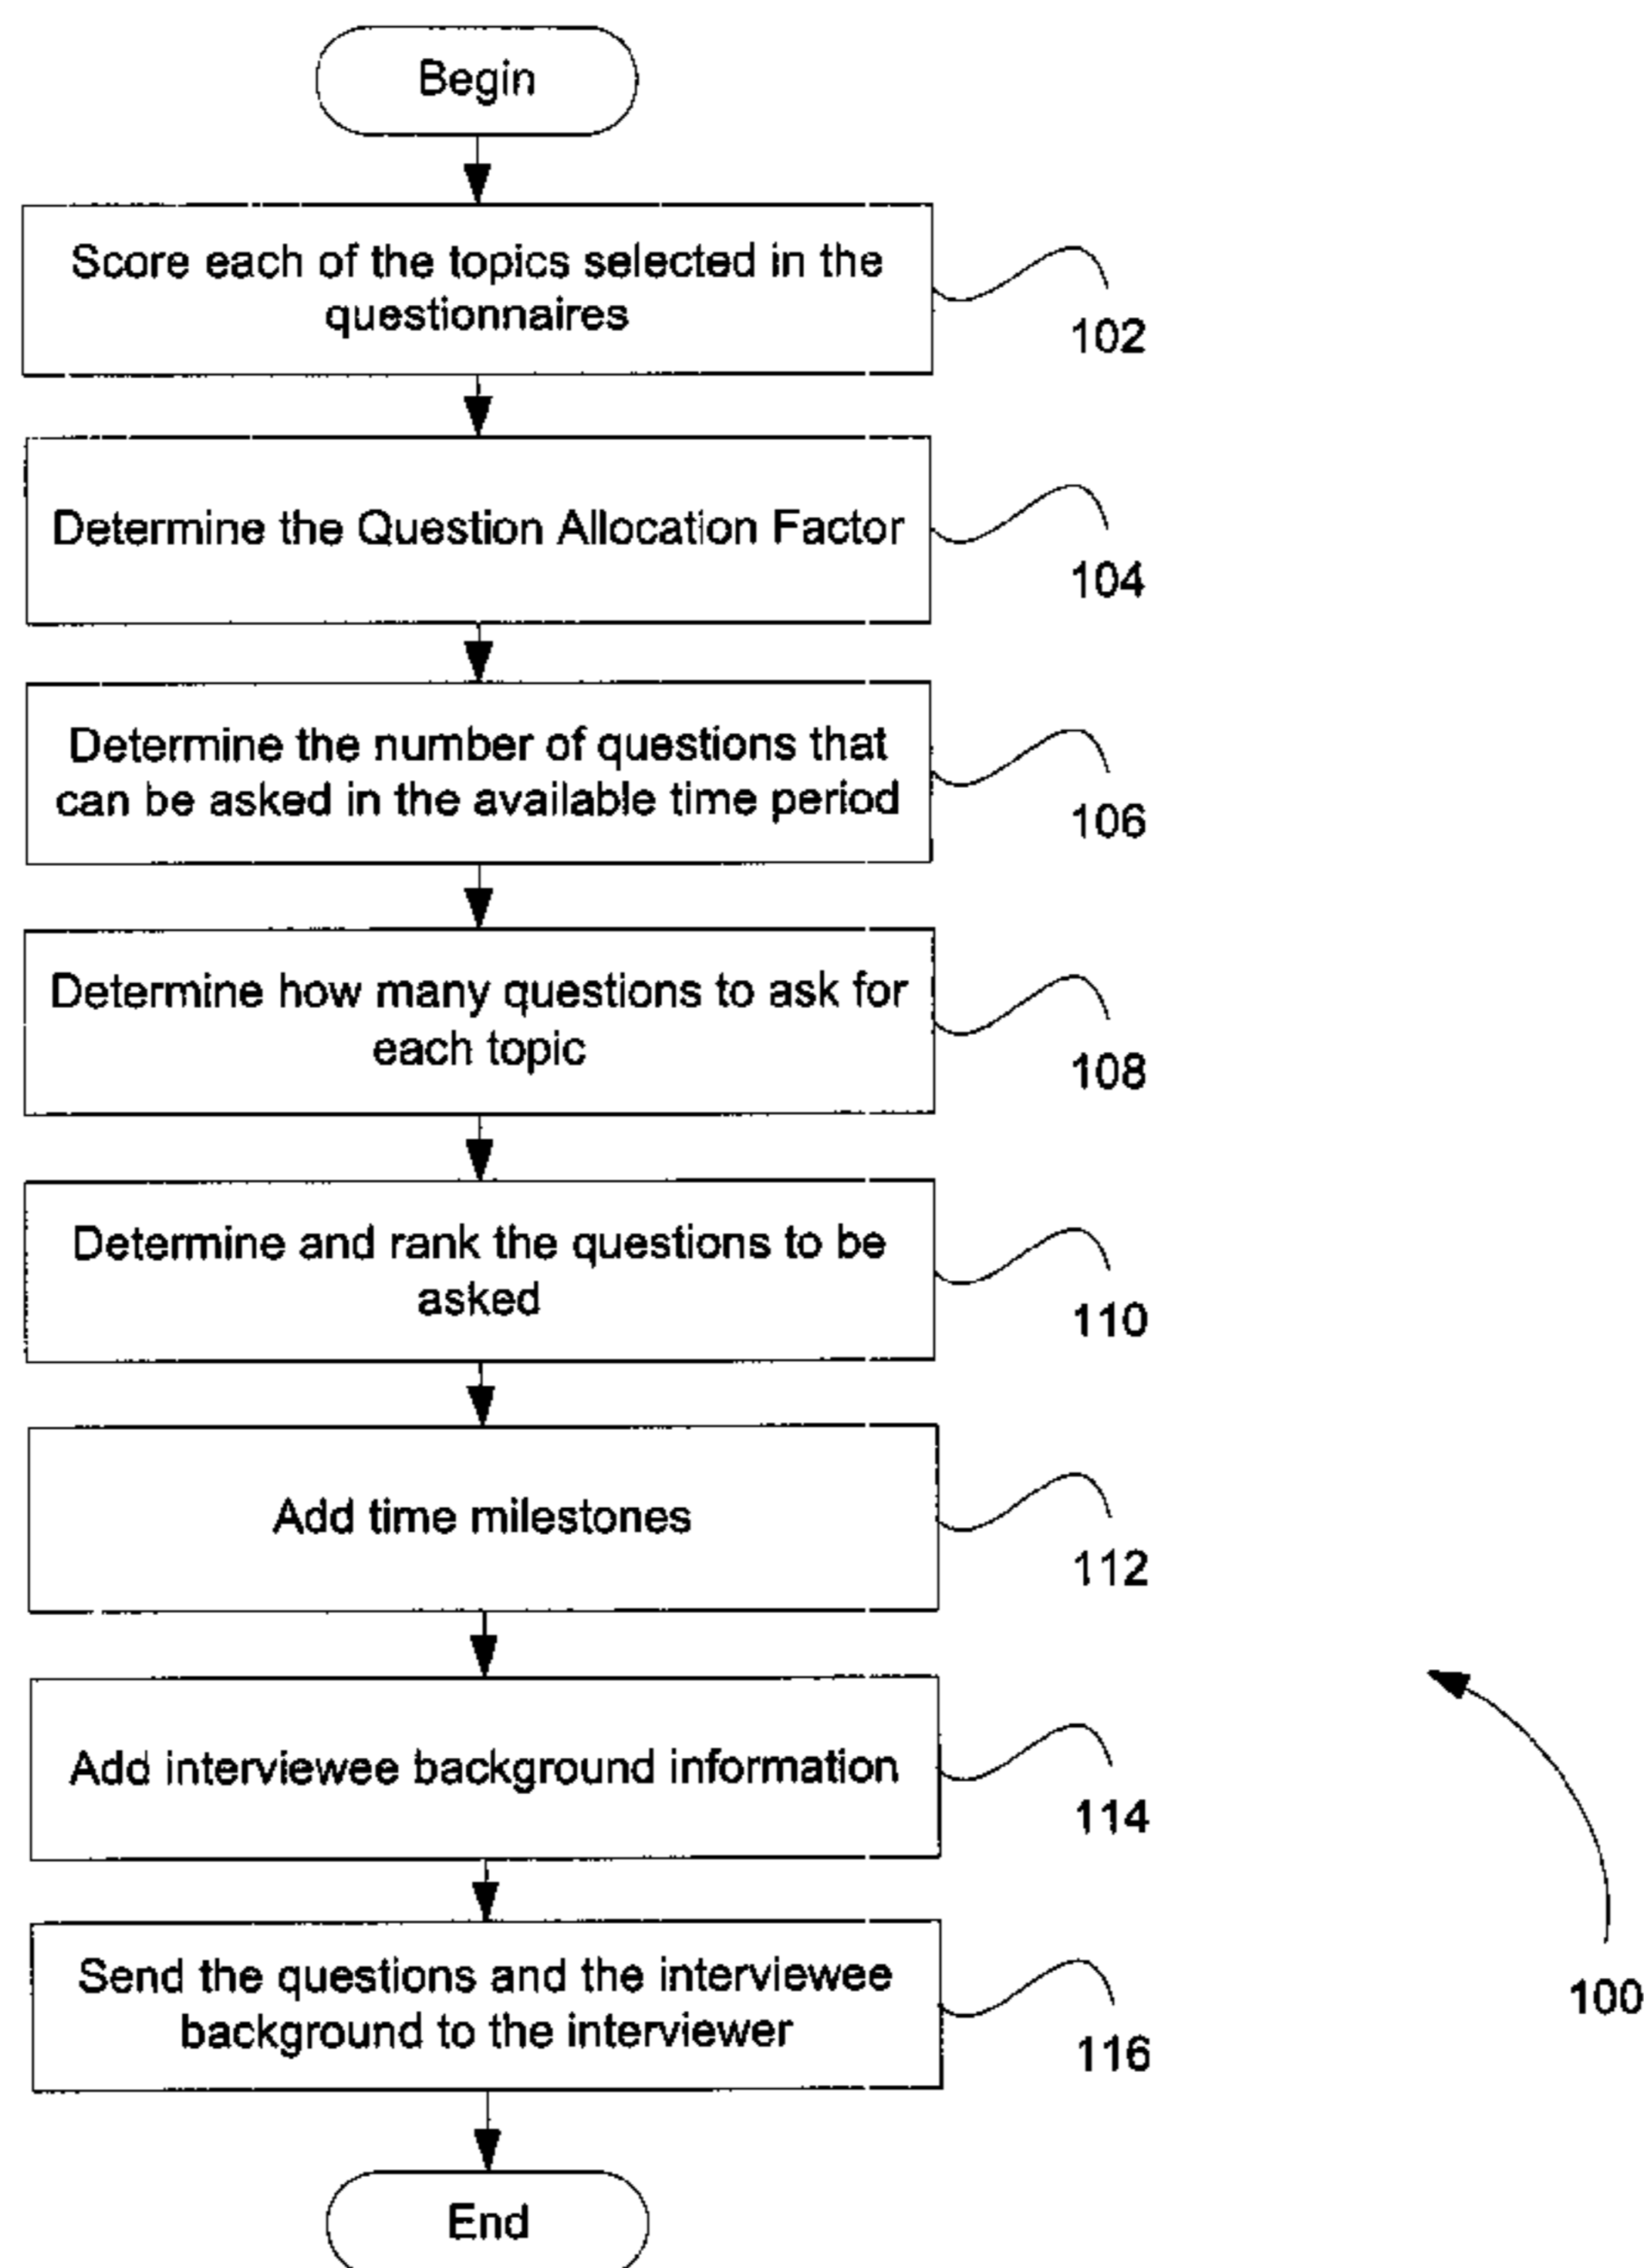 Begin
Score each of the topics selected in the
questionnaires
102
Determine the Question Allocation Factor
104
Determine the number of questions that
can be asked in the available time period
106
Determine how many questions to ask for
each topic
108
Determine and rank the questions to be
asked
110
Add time milestones
112
Add interviewee background information
114
Send the questions and the interviewee
background to the interviewer
116
100
End